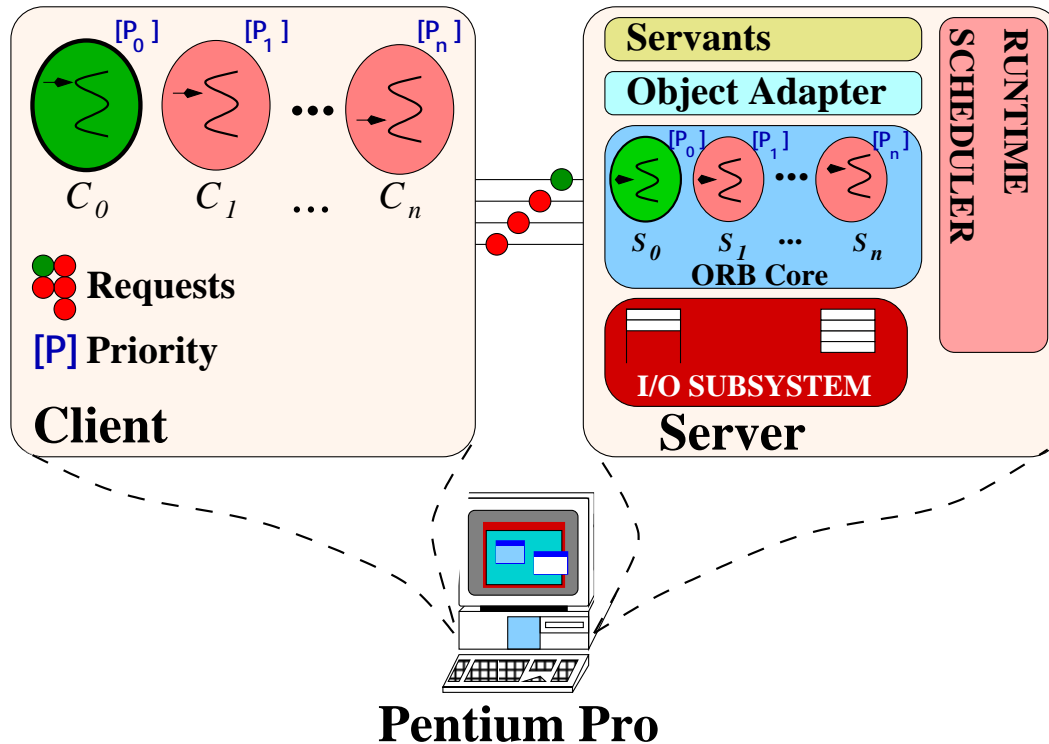 [P0] [P1] [Pn]
...
C0 C1 ... Cn
Requests
[P] Priority
Client
Servants
Object Adapter
[P0] [P1] [Pn]
...
S0 S1 ... Sn
ORB Core
I/O SUBSYSTEM
Server
RUNTIME
SCHEDULER
Pentium Pro